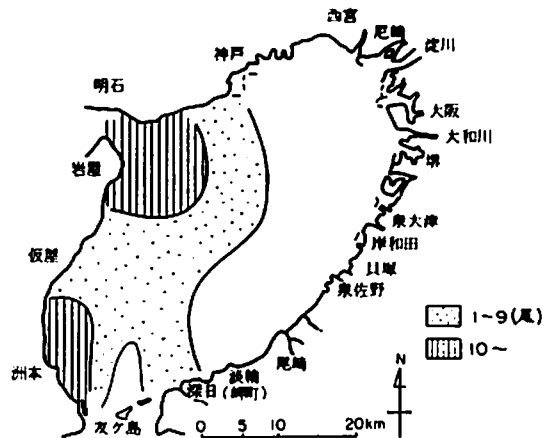 西宮
尼崎
淀川
神戸
明石
大阪
大和川
堺
岩屋
泉大津
岸和田
仮屋
貝塚
泉佐野
1~9(尾)
10~
尾崎
洲本
淡輪
深日
(岬町)
友ケ島
N
0 5 10 20km